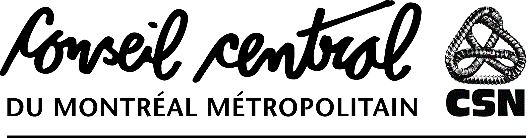 Conseil central
DU MONTRÉAL MÉTROPOLITAIN
CSN